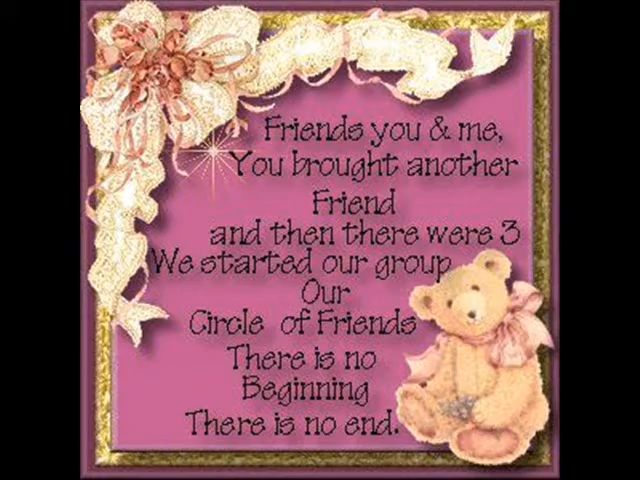 Friends you & me,
You brought another
Friend
and then there were 3
We started our group
Our
Circle of Friends
There is no
Beginning
There is no end.